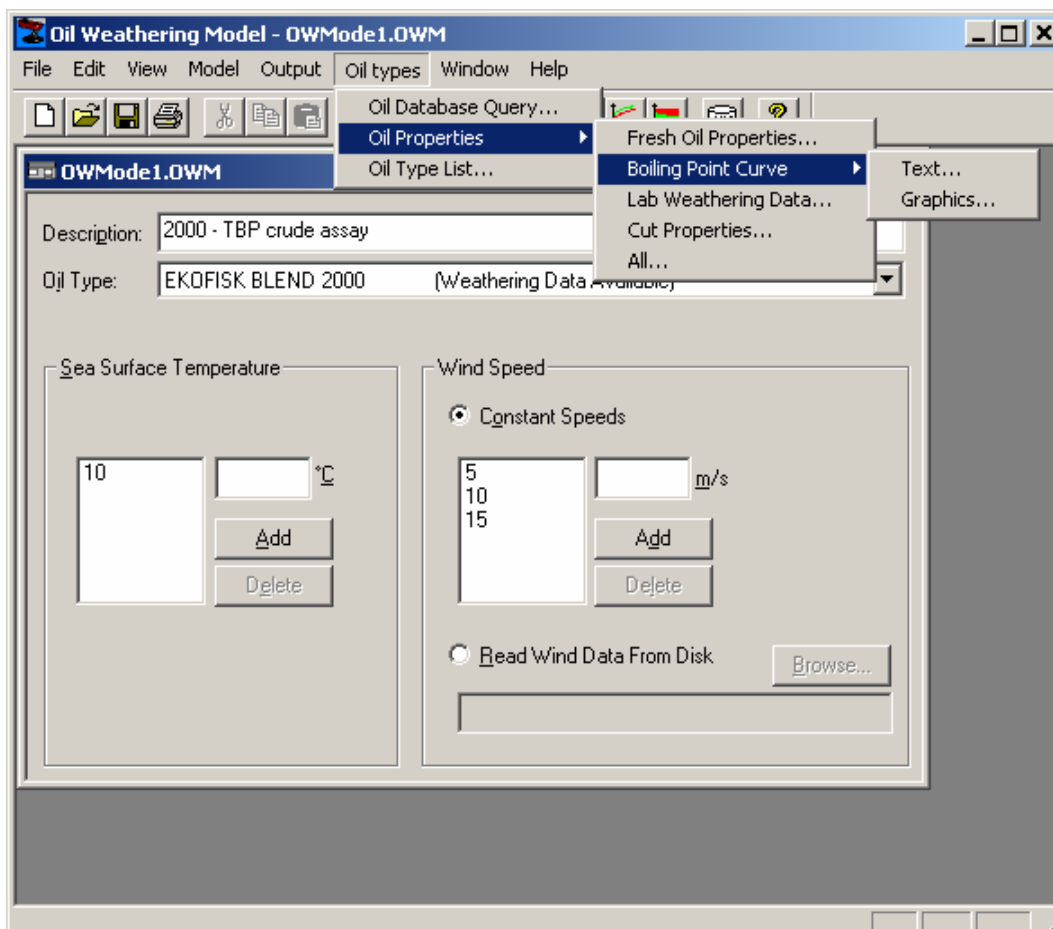 Oil Weathering Model - OWMode1.OWM
File Edit View Model Output Oil types Window Help
Oil Database Query...
Oil Properties
Oil Type List...
Fresh Oil Properties...
Boiling Point Curve
Lab Weathering Data...
Cut Properties...
All...
Text...
Graphics...
OWMode1.OWM
Description: 2000 - TBP crude assay
Oil Type: EKOFISK BLEND 2000 (Weathering Data Available)
Sea Surface Temperature
10
°C
Add
Delete
Wind Speed
Constant Speeds
5
10
15
m/s
Add
Delete
Read Wind Data From Disk
Browse...